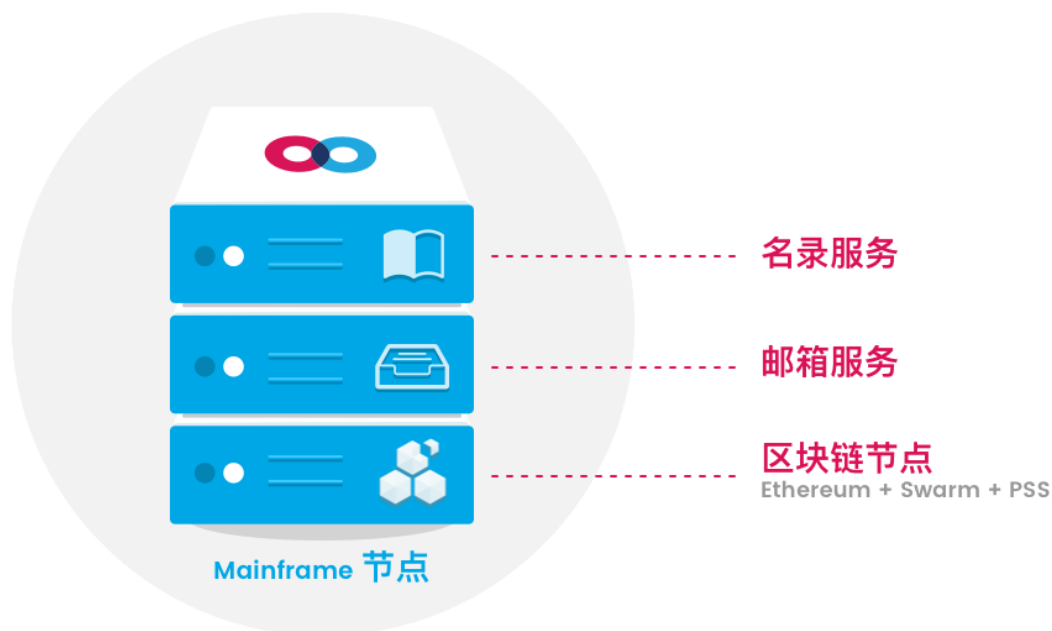 名录服务
邮箱服务
区块链节点
Ethereum + Swarm + PSS
Mainframe 节点